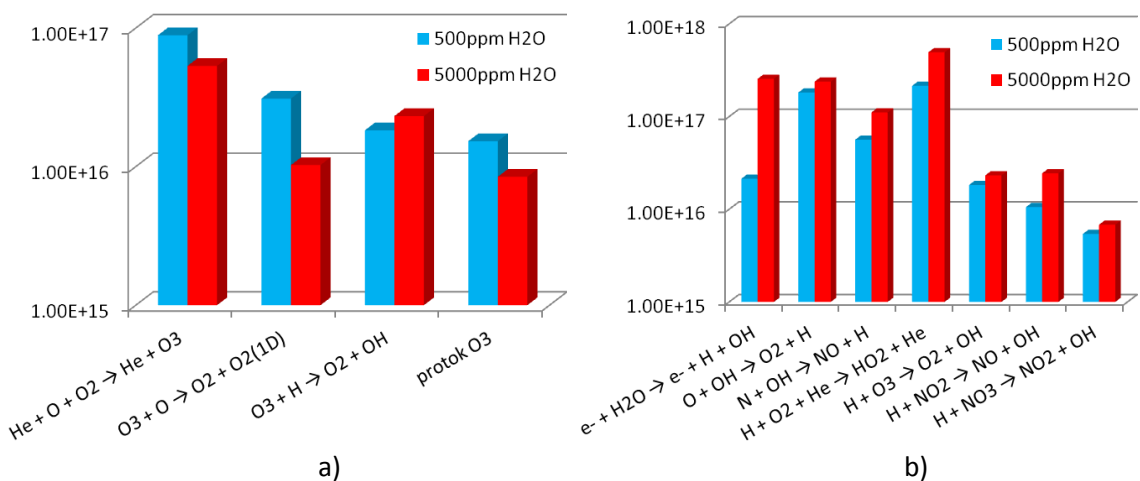 1.00E+17
1.00E+16
1.00E+15
500ppm H2O
5000ppm H2O
He + O + O2 → He + O3
O3 + O → O2 + O2(1D)
O3 + H → O2 + OH
protok O3
a)
1.00E+18
1.00E+17
1.00E+16
1.00E+15
500ppm H2O
5000ppm H2O
e- + H2O → e- + H + OH
O + OH → O2 + H
N + OH → NO + H
H + O2 + He → HO2 + He
H + O3 → O2 + OH
H + NO2 → NO + OH
H + NO3 → NO2 + OH
b)